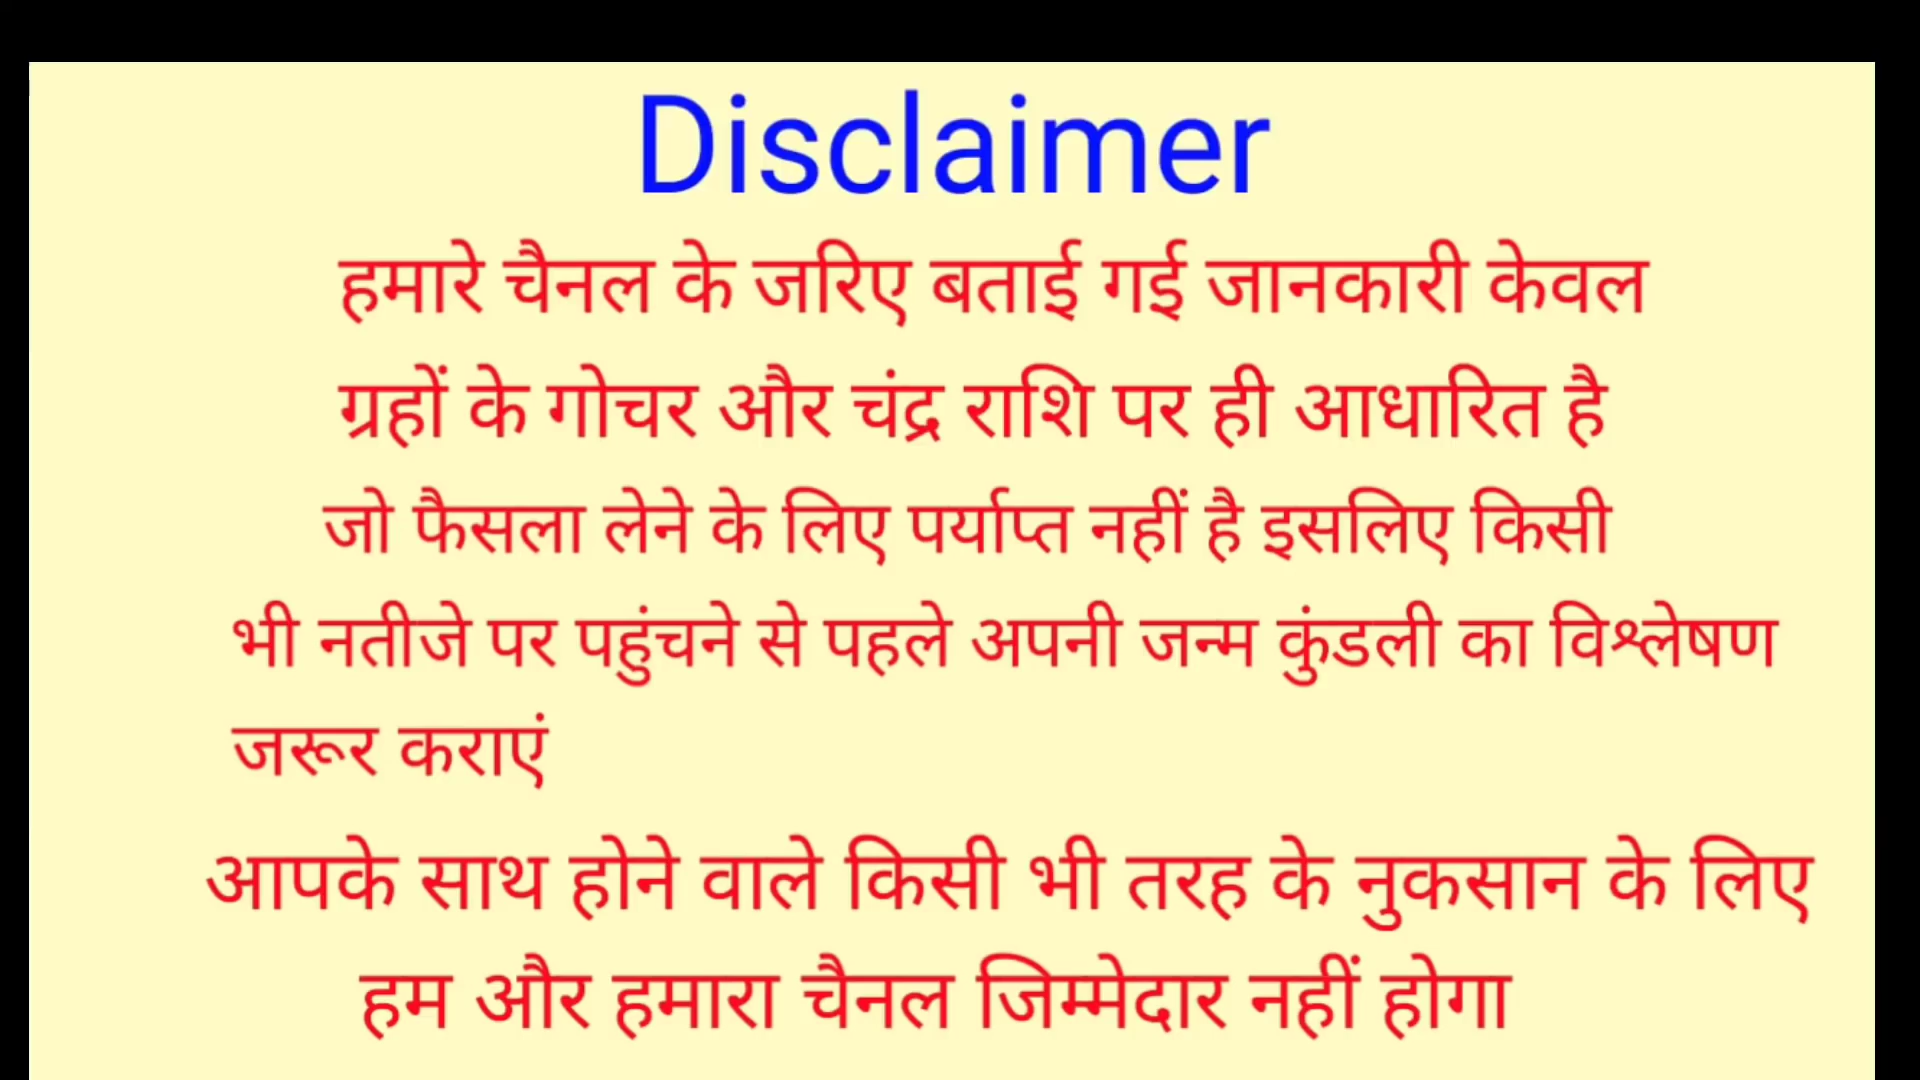 Disclaimer
हमारे चैनल के जरिए बताई गई जानकारी केवल
ग्रहों के गोचर और चंद्र राशि पर ही आधारित है
जो फैसला लेने के लिए पर्याप्त नहीं है इसलिए किसी
भी नतीजे पर पहुंचने से पहले अपनी जन्म कुंडली का विश्लेषण
जरूर कराएं
आपके साथ होने वाले किसी भी तरह के नुकसान के लिए
हम और हमारा चैनल जिम्मेदार नहीं होगा